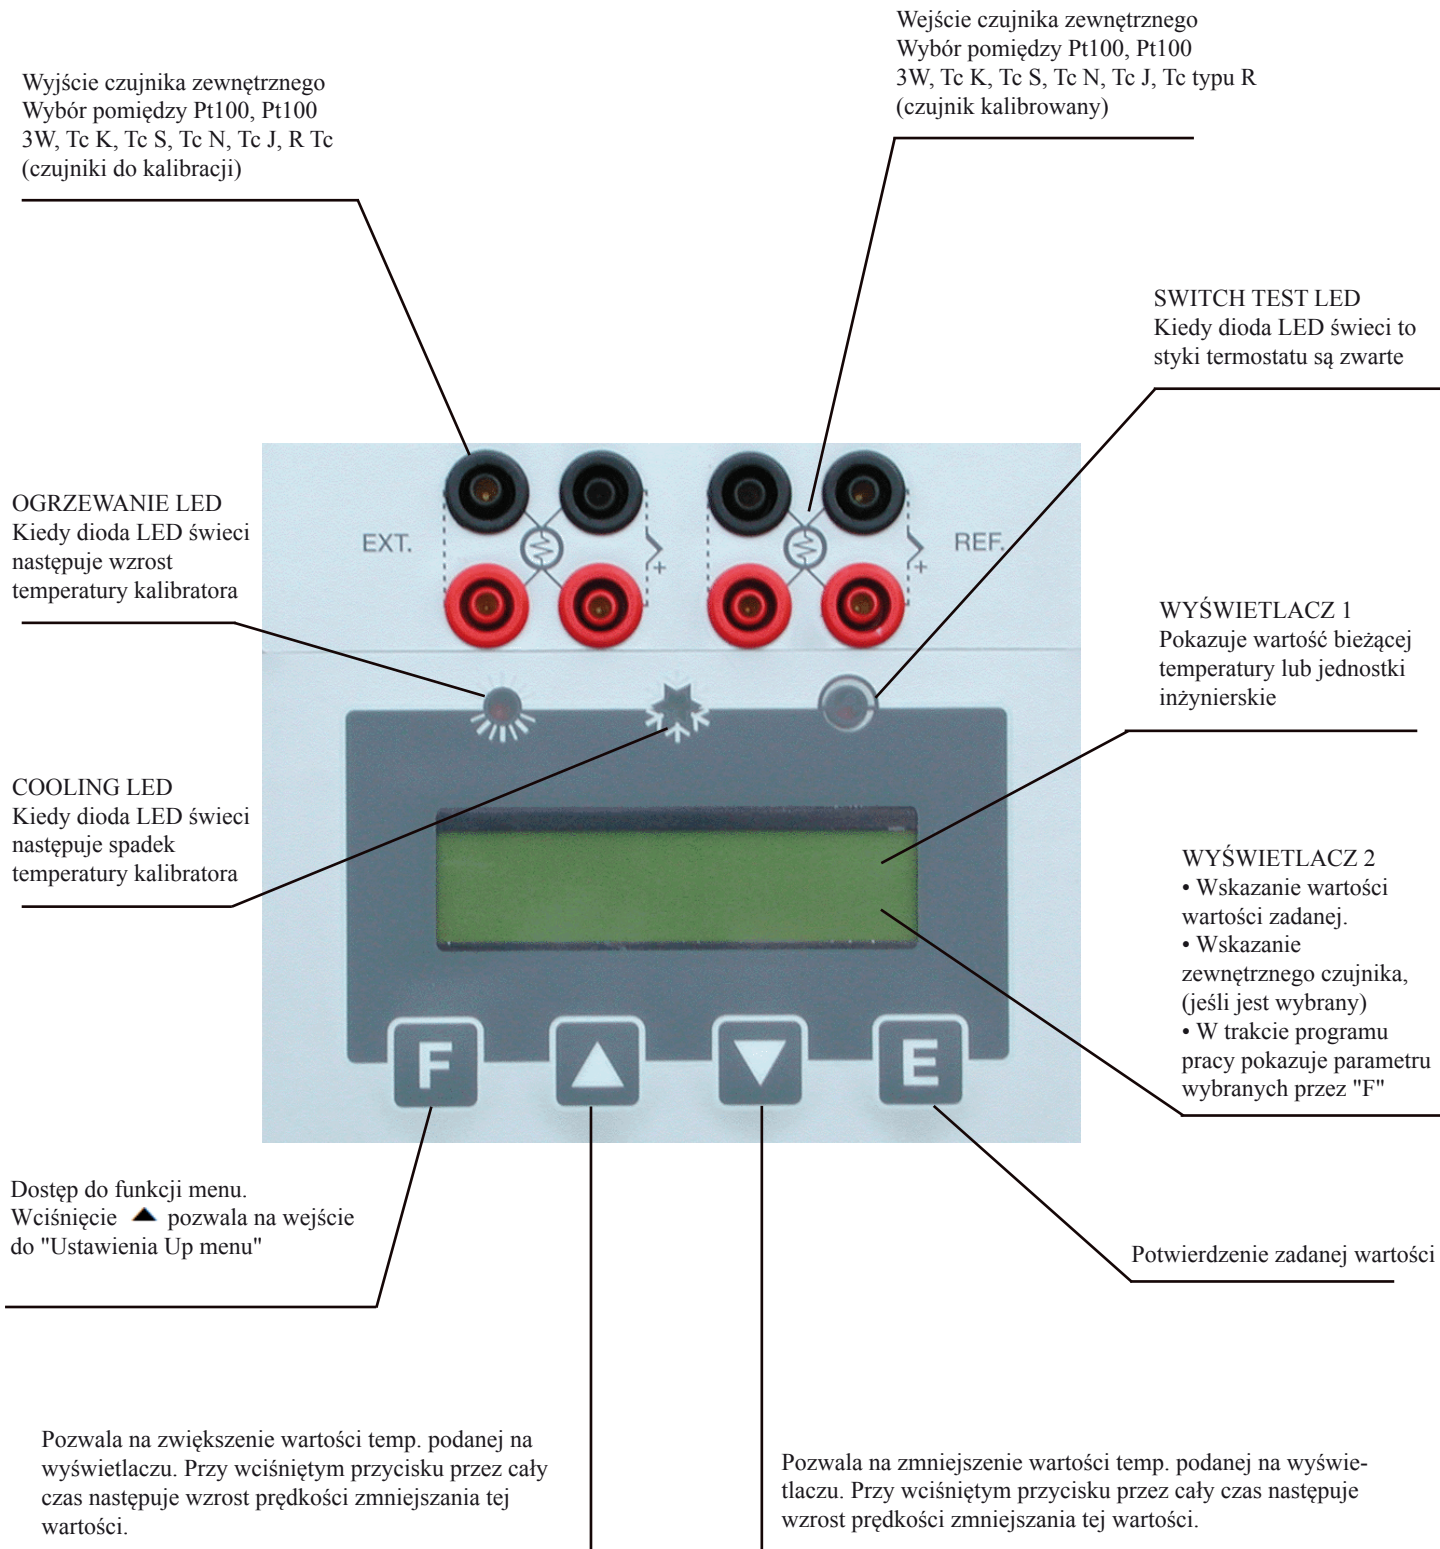 Wejście czujnika zewnętrznego
Wybór pomiędzy Pt100, Pt100
3W, Tc K, Tc S, Tc N, Tc J, Tc typu R
(czujnik kalibrowany)
Wyjście czujnika zewnętrznego
Wybór pomiędzy Pt100, Pt100
3W, Tc K, Tc S, Tc N, Tc J, R Tc
(czujniki do kalibracji)
SWITCH TEST LED
Kiedy dioda LED świeci to
styki termostatu są zwarte
OGRZEWANIE LED
Kiedy dioda LED świeci
następuje wzrost
temperatury kalibratora
EXT.
+
+
REF.
WYŚWIETLACZ 1
Pokazuje wartość bieżącej
temperatury lub jednostki
inżynierskie
COOLING LED
Kiedy dioda LED świeci
następuje spadek
temperatury kalibratora
WYŚWIETLACZ 2
• Wskazanie wartości
wartości zadanej.
• Wskazanie
zewnętrznego czujnika,
(jeśli jest wybrany)
• W trakcie programu
pracy pokazuje parametru
wybranych przez "F"
F
E
Dostęp do funkcji menu.
Wciśnięcie ▲ pozwala na wejście
do "Ustawienia Up menu"
Potwierdzenie zadanej wartości
Pozwala na zwiększenie wartości temp. podanej na
wyświetlaczu. Przy wciśniętym przycisku przez cały
czas następuje wzrost prędkości zmniejszania tej
wartości.
Pozwala na zmniejszenie wartości temp. podanej na wyświe-
tlaczu. Przy wciśniętym przycisku przez cały czas następuje
wzrost prędkości zmniejszania tej wartości.